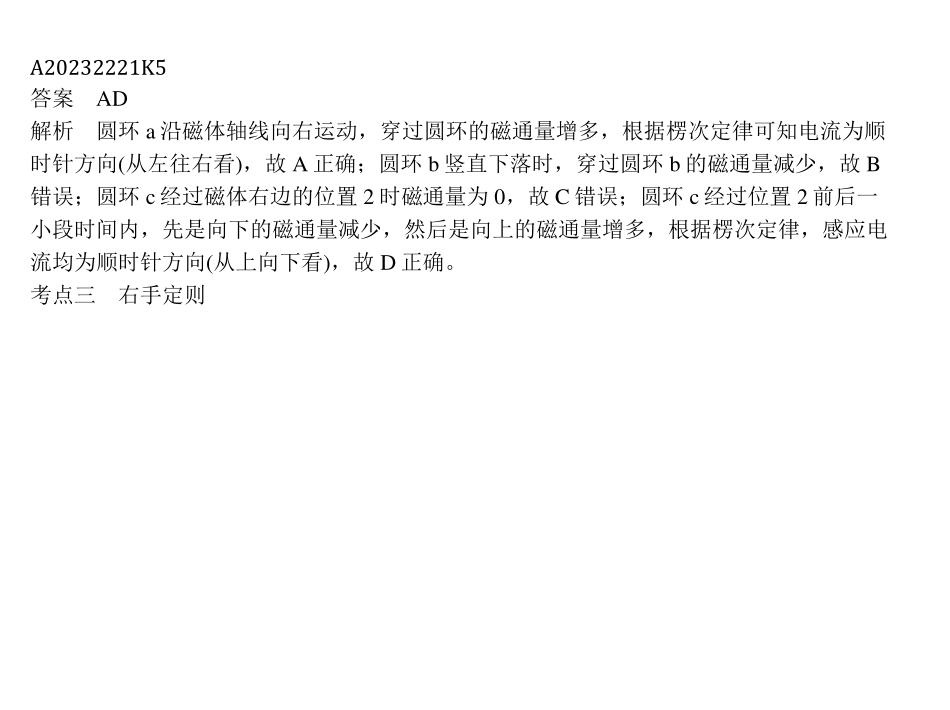 A20232221K5
答案　AD
解析　圆环 a 沿磁体轴线向右运动，穿过圆环的磁通量增多，根据楞次定律可知电流为顺
时针方向(从左往右看)，故 A 正确；圆环 b 竖直下落时，穿过圆环 b 的磁通量减少，故 B
错误；圆环 c 经过磁体右边的位置 2 时磁通量为 0，故 C 错误；圆环 c 经过位置 2 前后一
小段时间内，先是向下的磁通量减少，然后是向上的磁通量增多，根据楞次定律，感应电
流均为顺时针方向(从上向下看)，故 D 正确。
考点三　右手定则